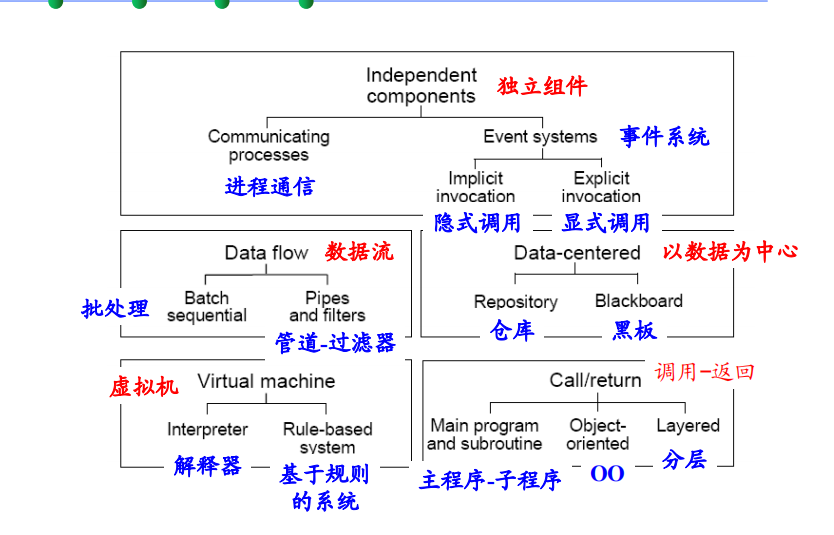 Independent
components
独立组件
Communicating
processes
进程通信
Event systems
事件系统
Implicit
invocation
隐式调用
Explicit
invocation
显式调用
Data flow
数据流
Batch
sequential
批处理
Pipes
and filters
管道-过滤器
Data-centered
以数据为中心
Repository
仓库
Blackboard
黑板
虚拟机
Virtual machine
Interpreter
解释器
Rule-based
system
基于规则
的系统
Call/return
调用-返回
Main program
and subroutine
主程序-子程序
Object-
oriented
OO
Layered
分层